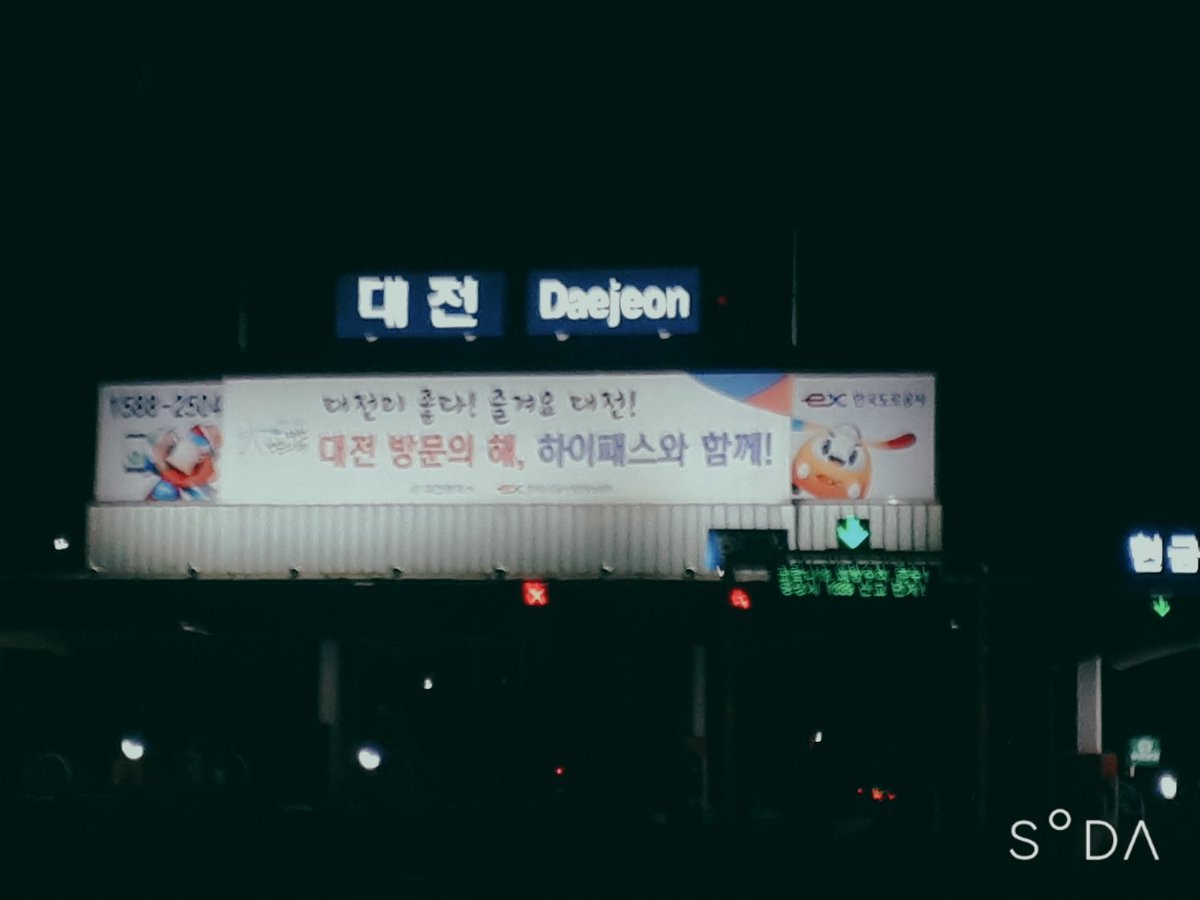 대전 Daejeon
1588-2504
대전이 좋다! 즐겨요 대전!
대전 방문의 해, 하이패스와 함께!
ex
ex 한국도로공사
현금
SODA